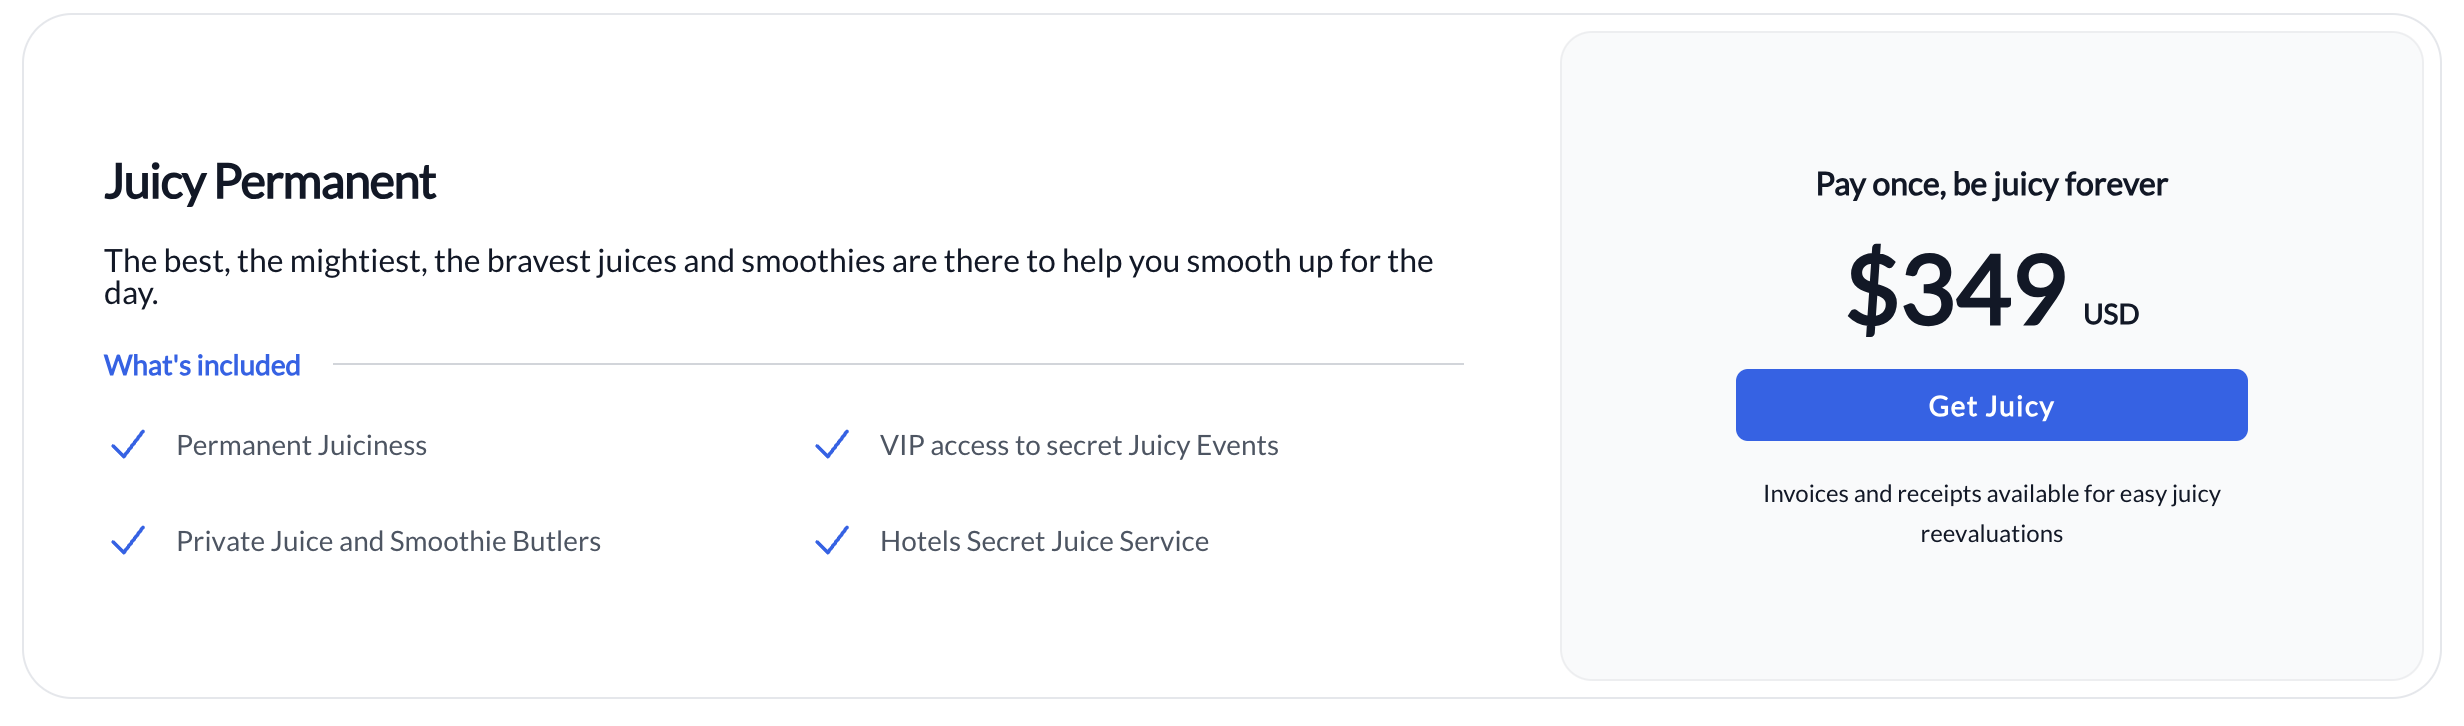 Juicy Permanent
The best, the mightiest, the bravest juices and smoothies are there to help you smooth up for the
day.
What's included
Permanent Juiciness
VIP access to secret Juicy Events
Private Juice and Smoothie Butlers
Hotels Secret Juice Service
Pay once, be juicy forever
$349 USD
Get Juicy
Invoices and receipts available for easy juicy
reevaluations